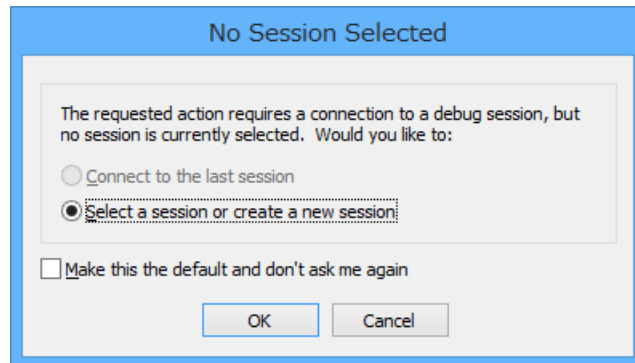 No Session Selected
The requested action requires a connection to a debug session, but
no session is currently selected.  Would you like to:
Connect to the last session
Select a session or create a new session
Make this the default and don't ask me again
OK
Cancel